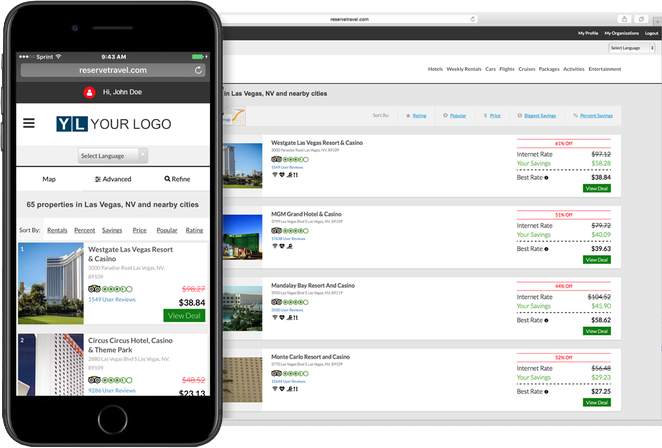 Sprint 9:43 AM
reservetravel.com
Hi, John Doe
YL YOUR LOGO
Select Language
Map Advanced Refine
65 properties in Las Vegas, NV and nearby cities
Sort By: Rentals Percent Savings Price Popular Rating
1
Westgate Las Vegas Resort
& Casino
3000 Paradise Road Las Vegas, NV,
89109
$98.27
1549 User Reviews
$38.84
View Deal
2
Circus Circus Hotel, Casino
& Theme Park
2880 Las Vegas Blvd S Las Vegas, NV,
89109
$48.52
9286 User Reviews
$23.13
reservetravel.com
My Profile My Organizations Logout
Select Language
Hotels Weekly Rentals Cars Flights Cruises Packages Activities Entertainment
in Las Vegas, NV and nearby cities
Sort By: Rating Popular $ Price Biggest Savings % Percent Savings
Westgate Las Vegas Resort & Casino
3000 Paradise Road Las Vegas, NV, 89109
1549 User Reviews
61% Off
Internet Rate $97.12
Your Savings $58.28
Best Rate $38.84
View Deal
MGM Grand Hotel & Casino
3799 Las Vegas Blvd S Las Vegas, NV, 89109
17638 User Reviews
51% Off
Internet Rate $79.72
Your Savings $40.09
Best Rate $39.63
View Deal
Mandalay Bay Resort And Casino
3950 Las Vegas Blvd S Las Vegas, NV, 89119
44% Off
Internet Rate $104.52
Your Savings $45.90
Best Rate $58.62
View Deal
Monte Carlo Resort and Casino
3770 Las Vegas Blvd S Las Vegas, NV, 89109
52% Off
Internet Rate $56.48
Your Savings $29.23
Best Rate $27.25
View Deal